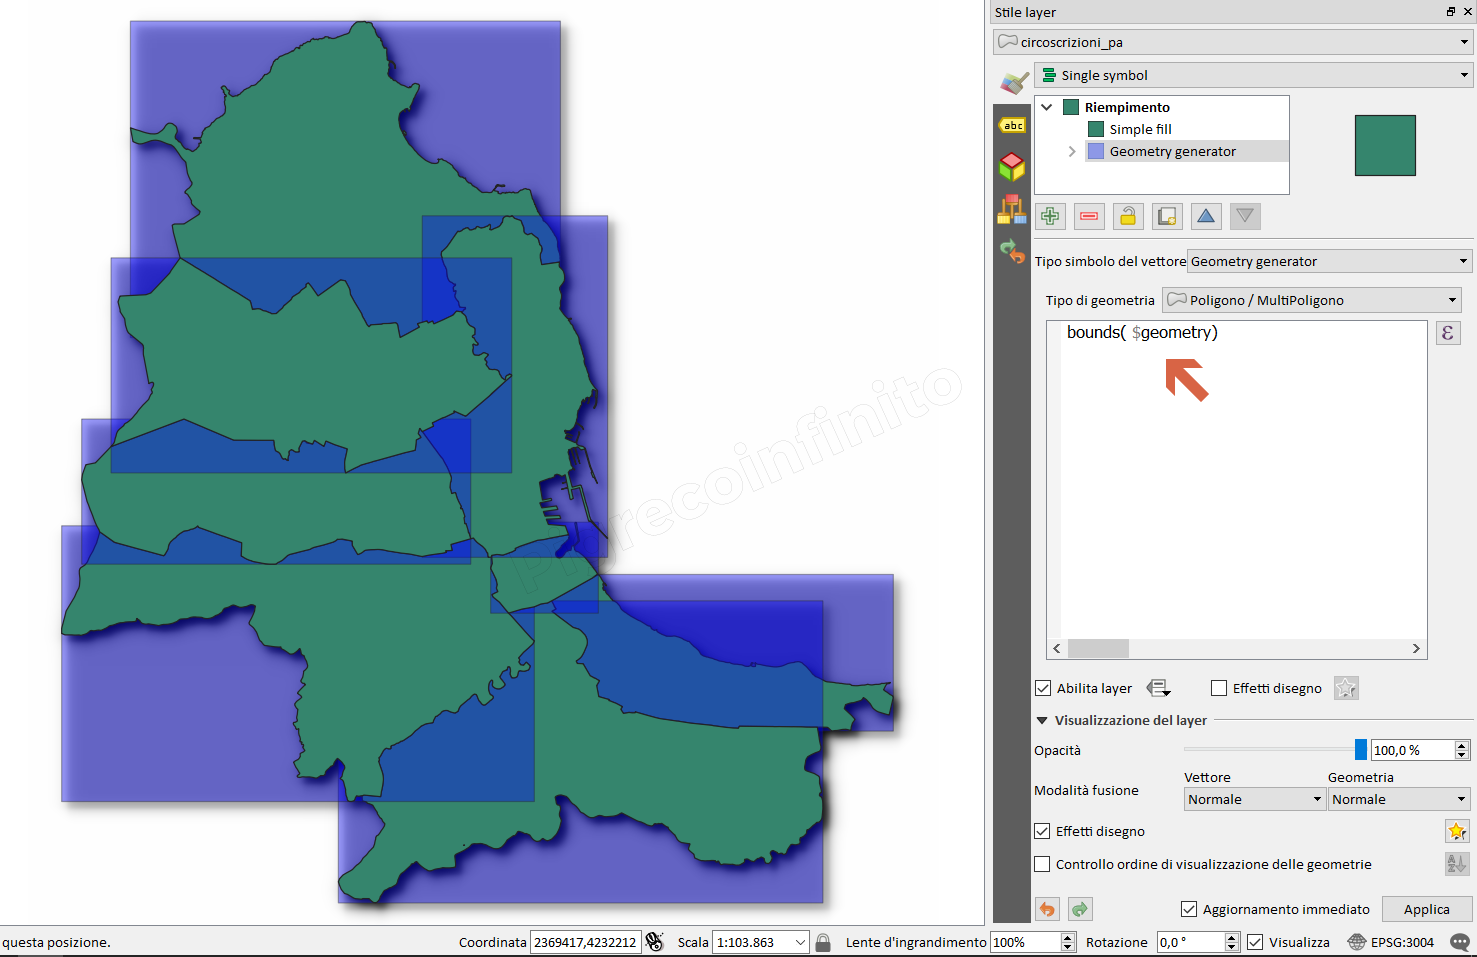 Stile layer
circoscrizioni_pa
Single symbol
abc
Riempimento
Simple fill
Geometry generator
Tipo simbolo del vettore Geometry generator
Tipo di geometria Poligono / MultiPoligono
bounds( $geometry)
ε
Pigrecoinfinito
Abilita layer Effetti disegno
Visualizzazione del layer
Opacità 100,0 %
Vettore Geometria
Modalità fusione Normale Normale
Effetti disegno
Controllo ordine di visualizzazione delle geometrie
Aggiornamento immediato Applica
questa posizione. Coordinata 2369417,4232212 Scala 1:103.863 Lente d'ingrandimento 100% Rotazione 0,0 ° Visualizza EPSG:3004